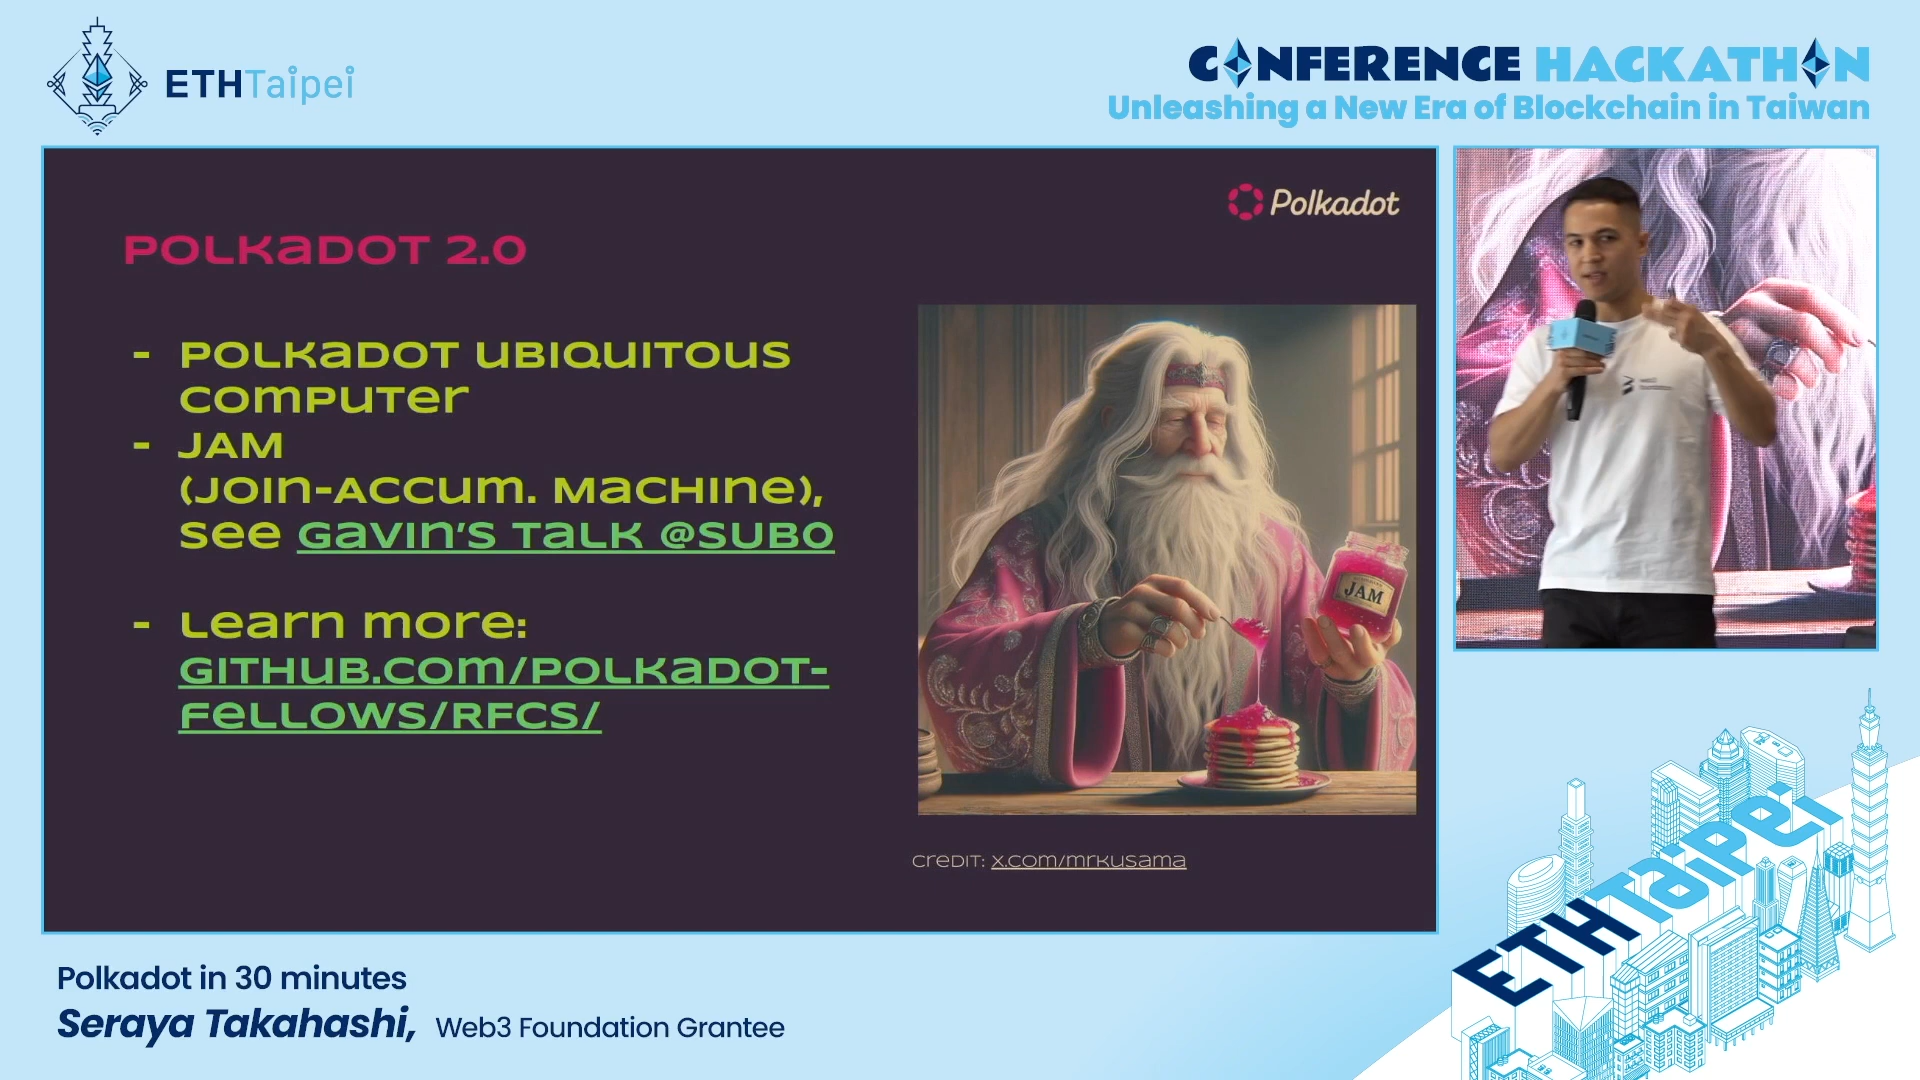 ETHTaipei
CONFERENCE HACKATHON
Unleashing a New Era of Blockchain in Taiwan
Polkadot
POLKADOT 2.0
- POLKADOT UBIQUITOUS
COMPUTER
- JAM
(JOIN-ACCUM. MACHINE),
SEE GAVIN'S TALK @SUB0
- LEARN MORE:
GITHUB.COM/POLKADOT-
FELLOWS/RFCS/
JAM
CREDIT: X.COM/MRKUSAMA
ETHTaipei
Polkadot in 30 minutes
Seraya Takahashi, Web3 Foundation Grantee